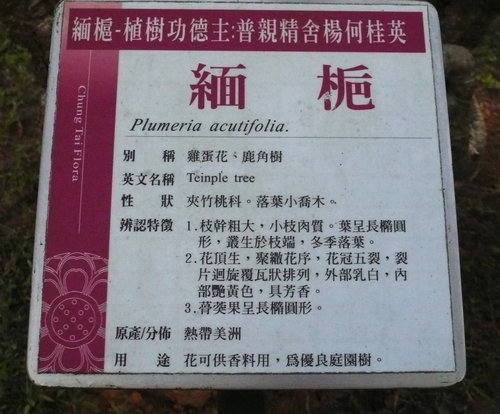 緬梔-植樹功德主:普親精舍楊何桂英
緬梔
Plumeria acutifolia.
別稱 雞蛋花、鹿角樹
英文名稱 Teinple tree
性狀 夾竹桃科。落葉小喬木。
辨認特徵 1.枝幹粗大，小枝肉質。葉呈長橢圓
形，叢生於枝端，冬季落葉。
2.花頂生，聚繖花序，花冠五裂，裂
片迴旋覆瓦狀排列，外部乳白，內
部艷黃色，具芳香。
3.蓇葖果呈長橢圓形。
原產/分佈 熱帶美洲
用途 花可供香料用，為優良庭園樹。
Chung Tai Flora